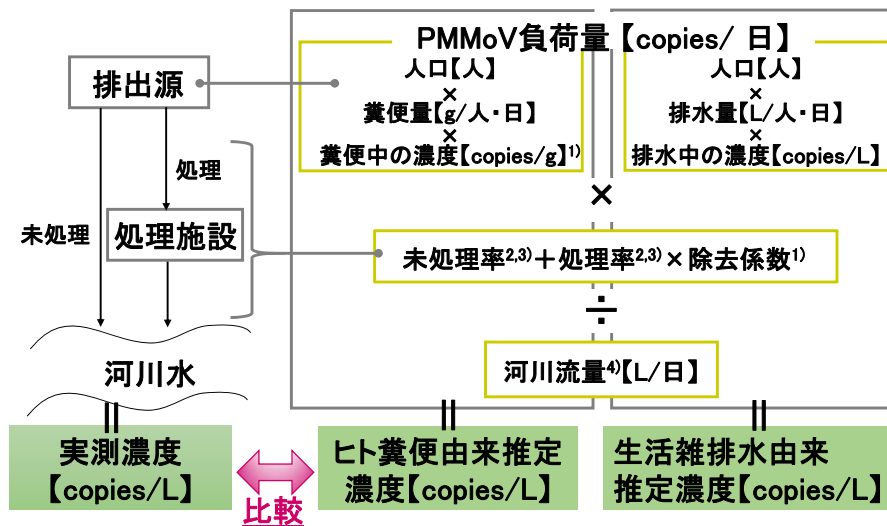 PMMoV負荷量【copies/ 日】
排出源
処理
未処理
処理施設
河川水
人口【人】
×
糞便量【g/人・日】
×
糞便中の濃度【copies/g】1)
人口【人】
×
排水量【L/人・日】
×
排水中の濃度【copies/L】
×
未処理率2,3)＋処理率2,3)×除去係数1)
÷
河川流量4)【L/日】
実測濃度
【copies/L】
比較
ヒト糞便由来推定
濃度【copies/L】
生活雑排水由来
推定濃度【copies/L】